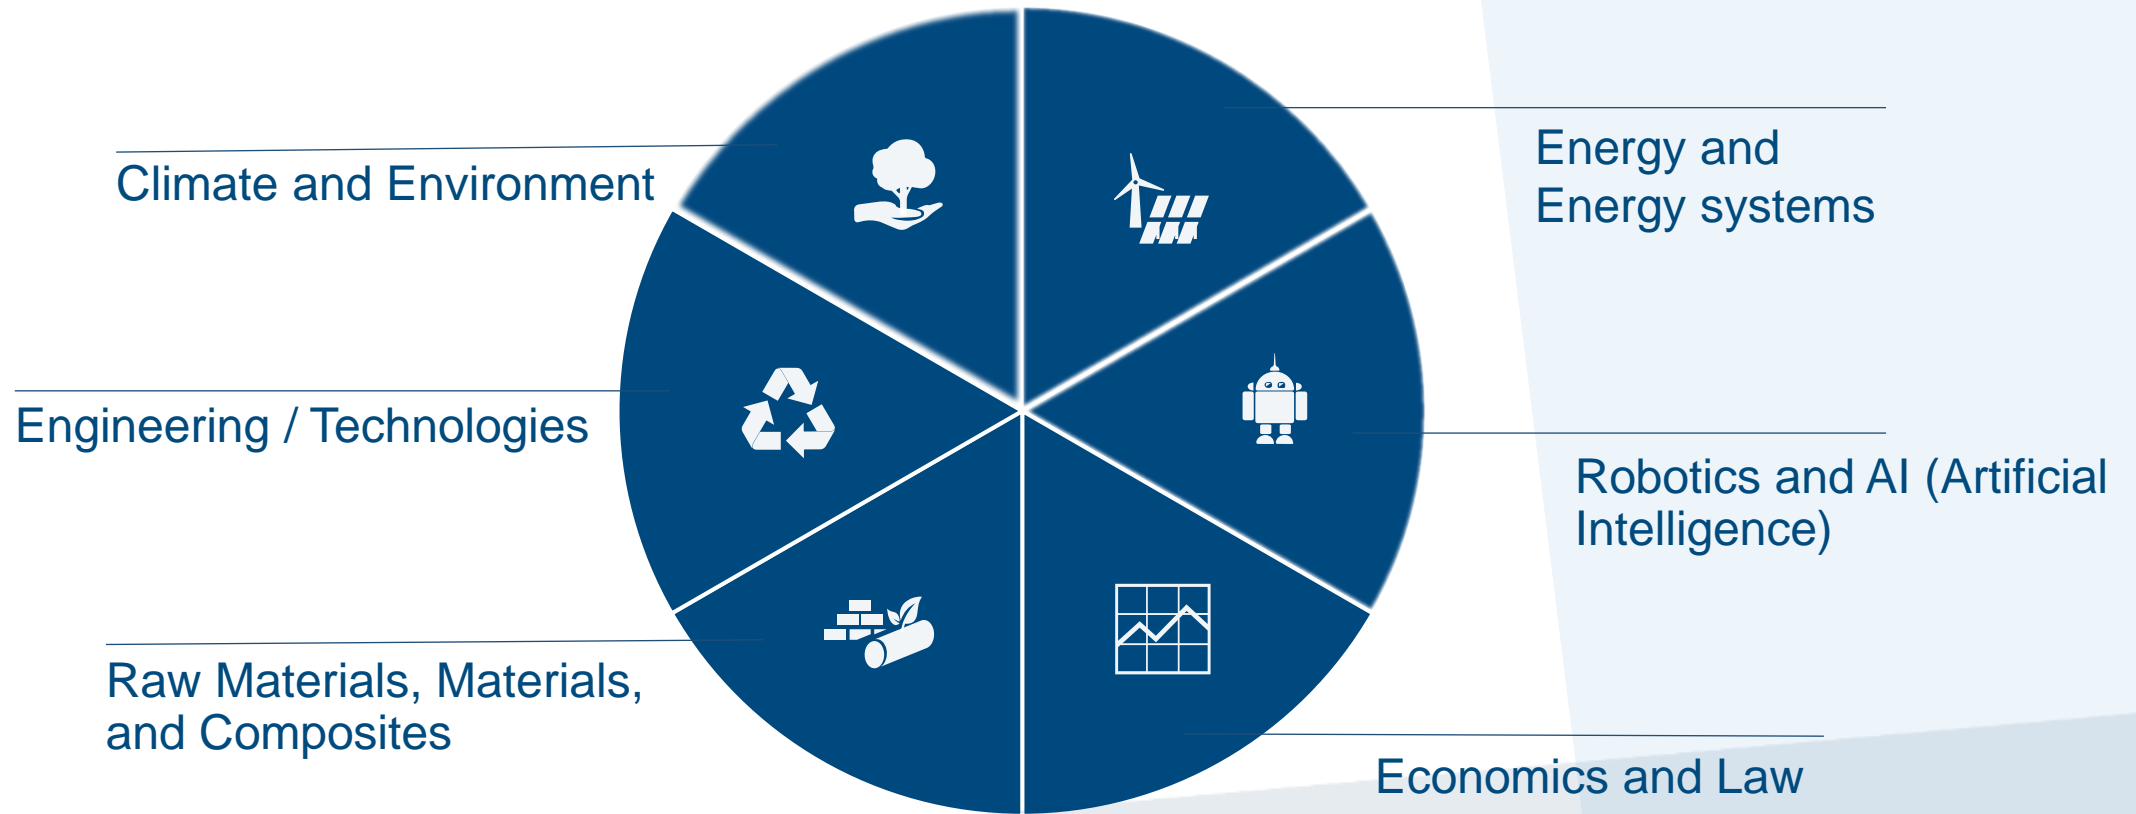 Climate and Environment
Energy and
Energy systems
Engineering / Technologies
Robotics and AI (Artificial
Intelligence)
Raw Materials, Materials,
and Composites
Economics and Law